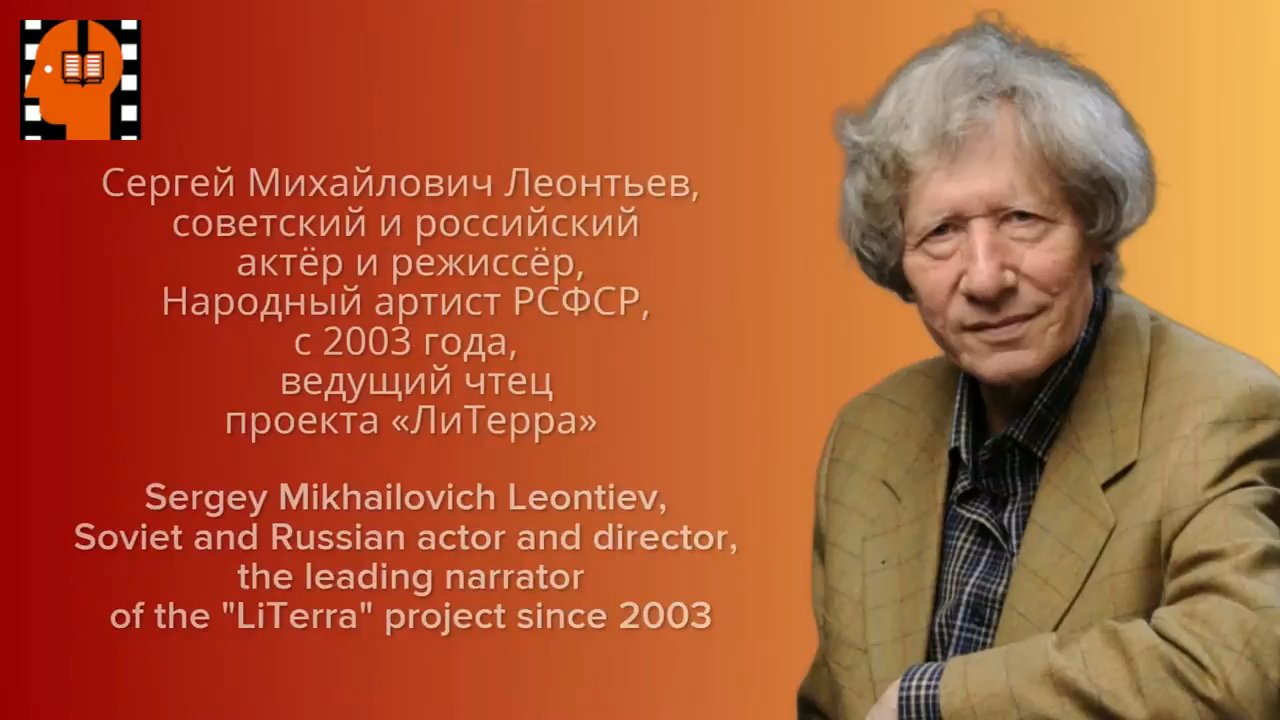 Сергей Михайлович Леонтьев,
советский и российский
актёр и режиссёр,
Народный артист РСФСР,
с 2003 года,
ведущий чтец
проекта «ЛиТерра»
Sergey Mikhailovich Leontiev,
Soviet and Russian actor and director,
the leading narrator
of the "LiTerra" project since 2003